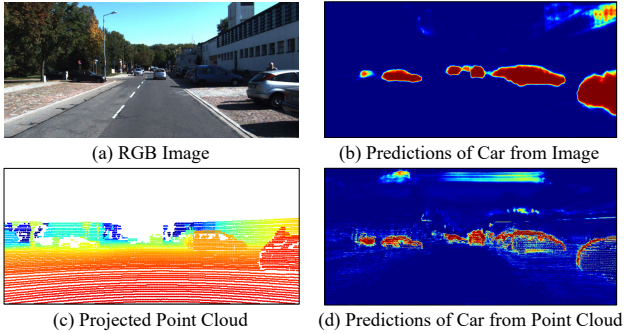 (a) RGB Image
(b) Predictions of Car from Image
(c) Projected Point Cloud
(d) Predictions of Car from Point Cloud